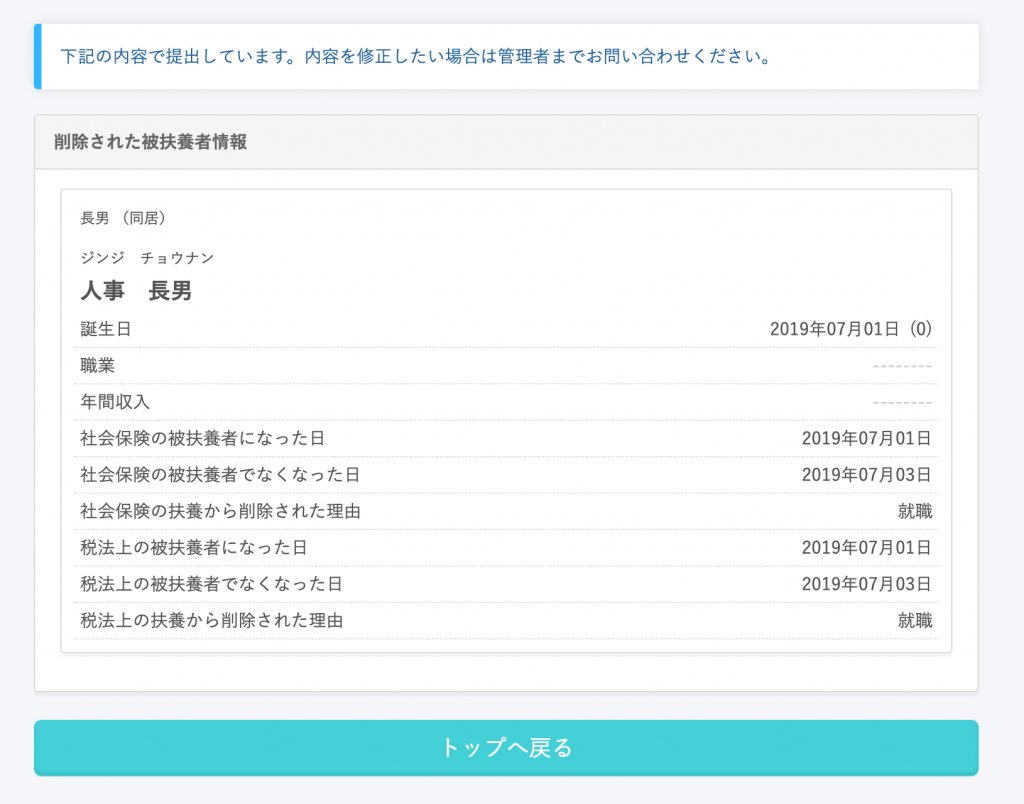 下記の内容で提出しています。内容を修正したい場合は管理者までお問い合わせください。
削除された被扶養者情報
長男 （同居）
ジンジ　チョウナン
人事　長男
誕生日 2019年07月01日（0）
職業 --------
年間収入 --------
社会保険の被扶養者になった日 2019年07月01日
社会保険の被扶養者でなくなった日 2019年07月03日
社会保険の扶養から削除された理由 就職
税法上の被扶養者になった日 2019年07月01日
税法上の被扶養者でなくなった日 2019年07月03日
税法上の扶養から削除された理由 就職
トップへ戻る